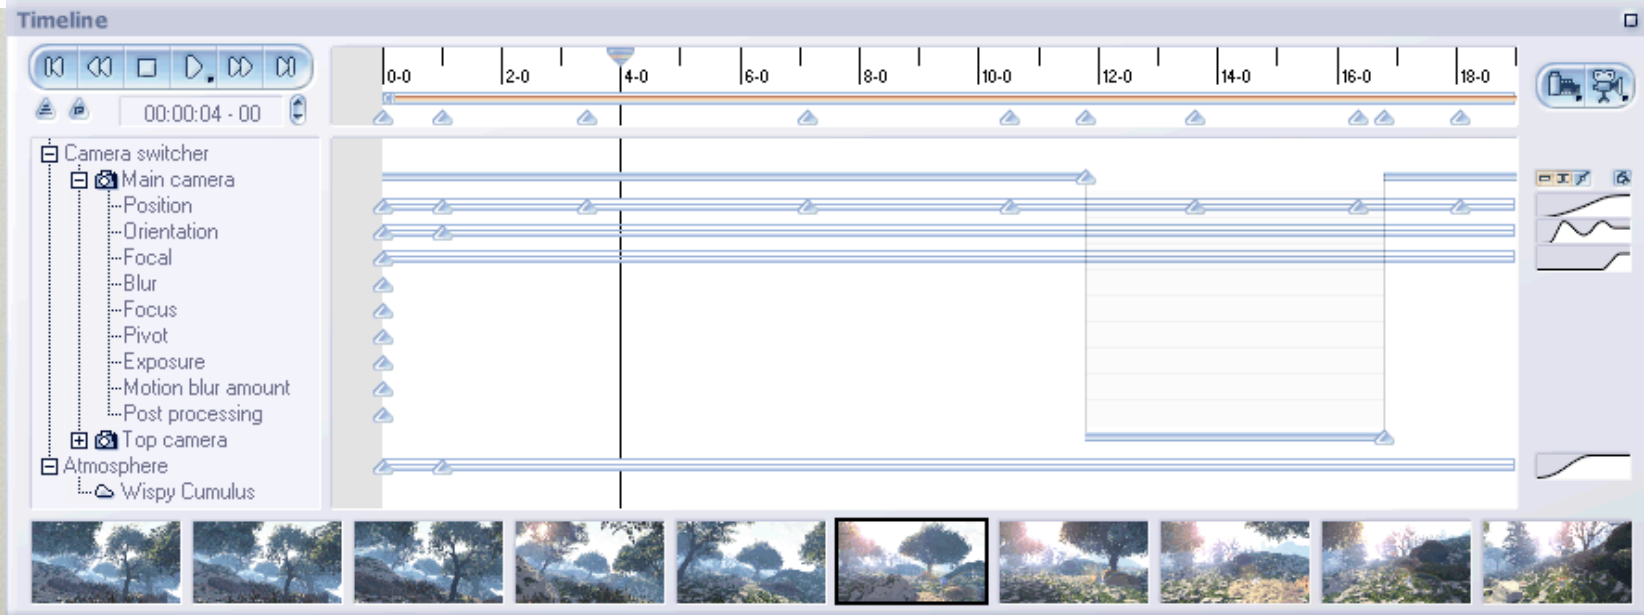 Timeline
0-0 2-0 4-0 6-0 8-0 10-0 12-0 14-0 16-0 18-0
00:00:04 - 00
Camera switcher
Main camera
Position
Orientation
Focal
Blur
Focus
Pivot
Exposure
Motion blur amount
Post processing
Top camera
Atmosphere
Wispy Cumulus